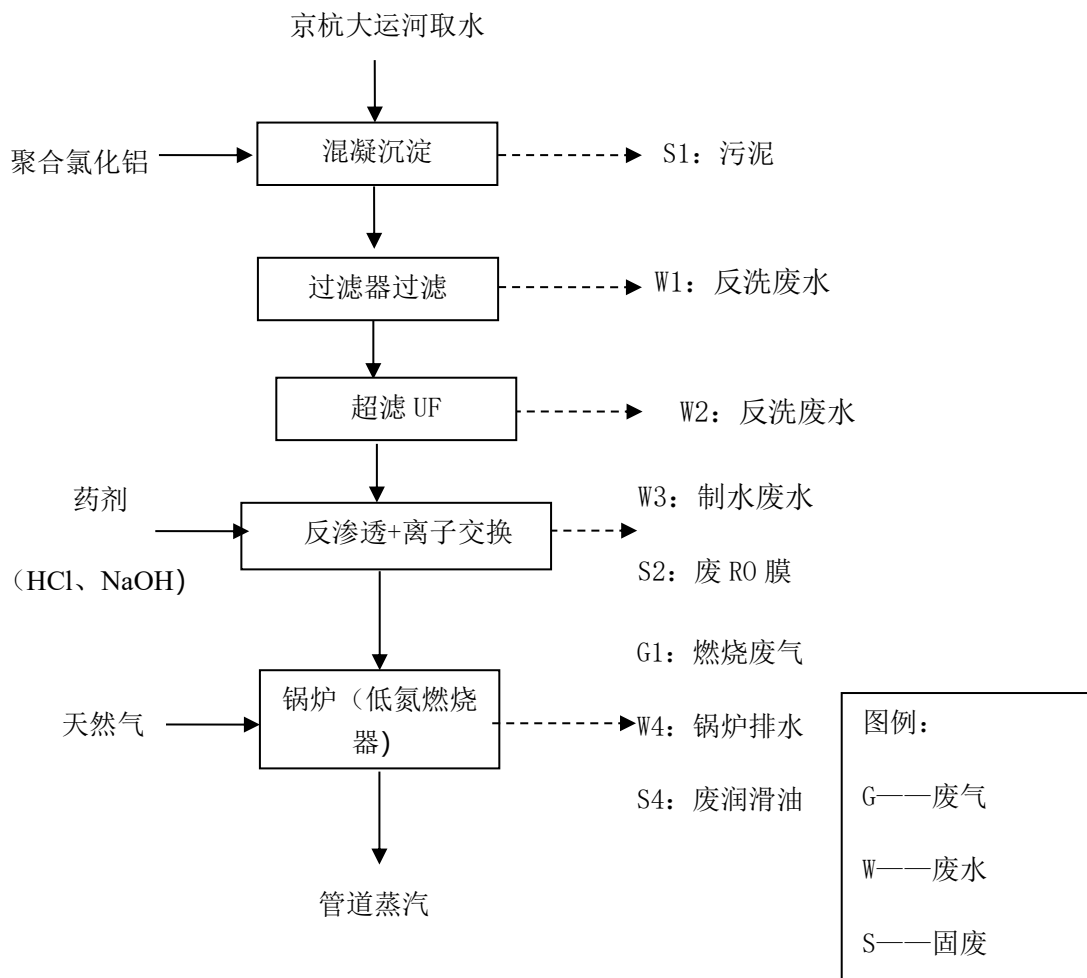 京杭大运河取水
聚合氯化铝
混凝沉淀
S1：污泥
过滤器过滤
W1：反洗废水
超滤 UF
W2：反洗废水
药剂
（HCl、NaOH）
反渗透+离子交换
W3：制水废水
S2：废 RO 膜
G1：燃烧废气
天然气
锅炉（低氮燃烧
器）
W4：锅炉排水
S4：废润滑油
管道蒸汽
图例：
G——废气
W——废水
S——固废